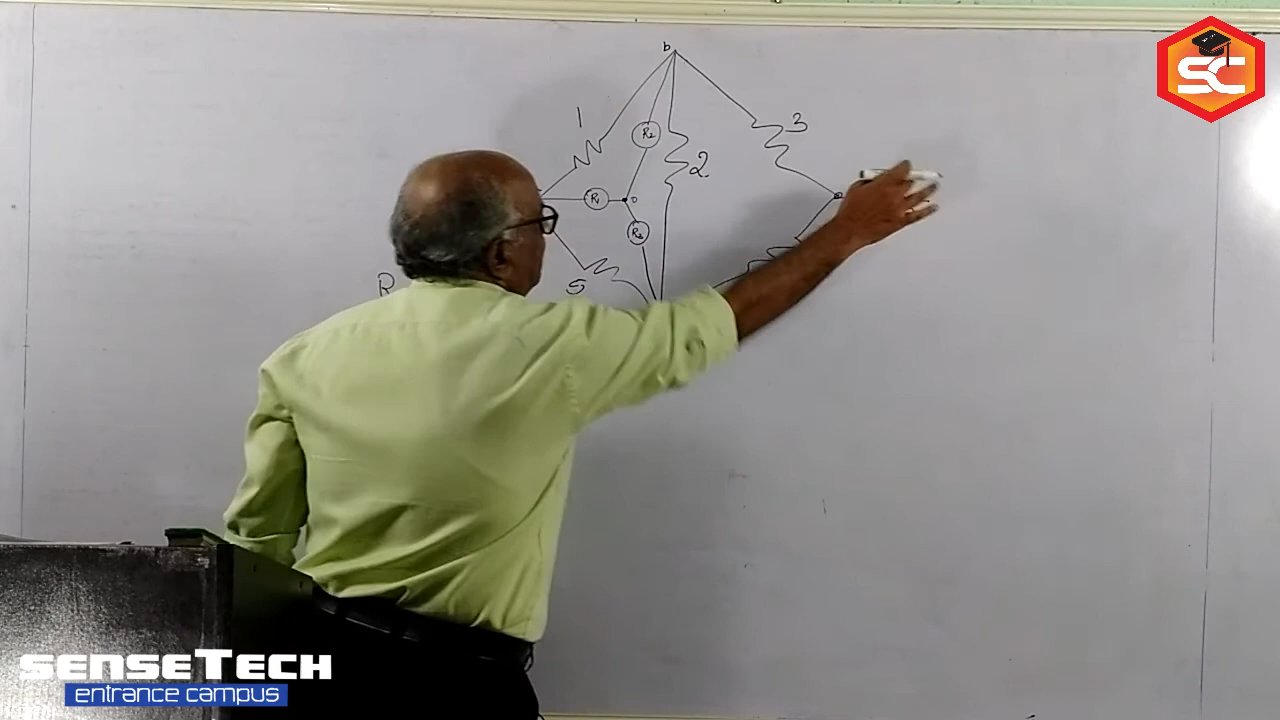 b
1
3
R₂
2
R₁
o
R₃
5
R
SC
SENSETECH
entrance campus